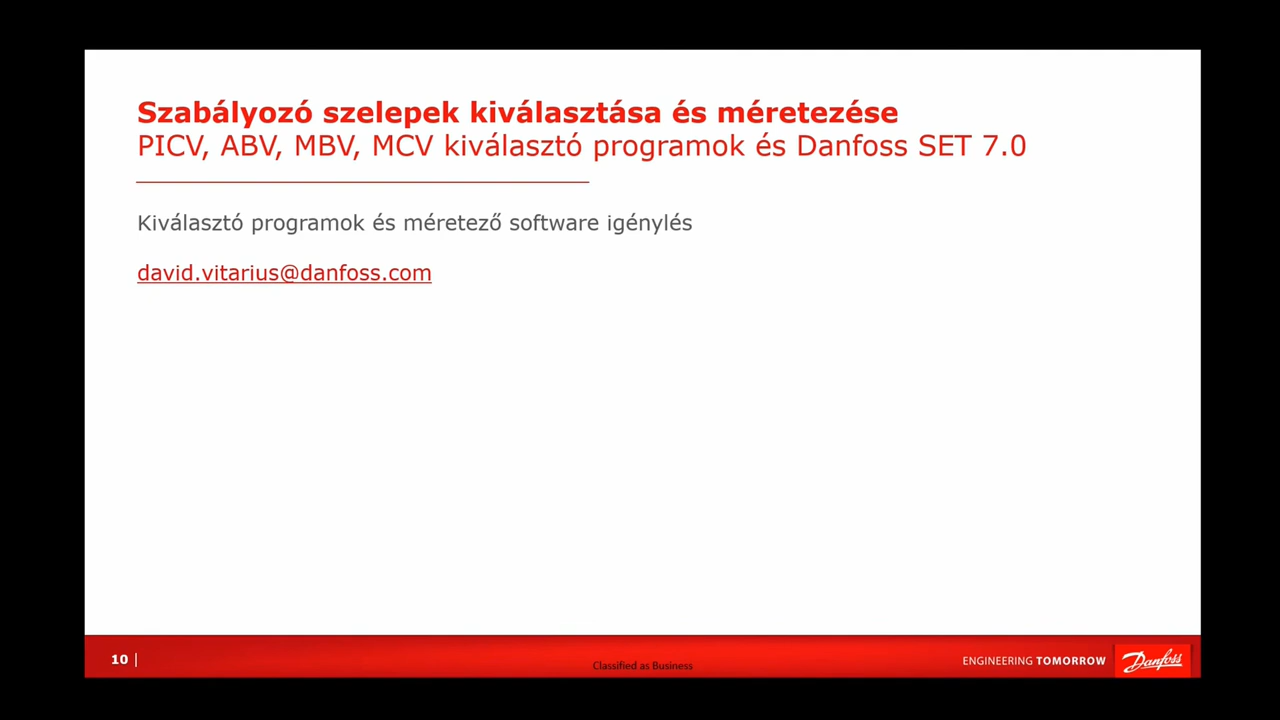 Szabályozó szelepek kiválasztása és méretezése
PICV, ABV, MBV, MCV kiválasztó programok és Danfoss SET 7.0
Kiválasztó programok és méretező software igénylés
david.vitarius@danfoss.com
10 |
Classified as Business
ENGINEERING TOMORROW
Danfoss